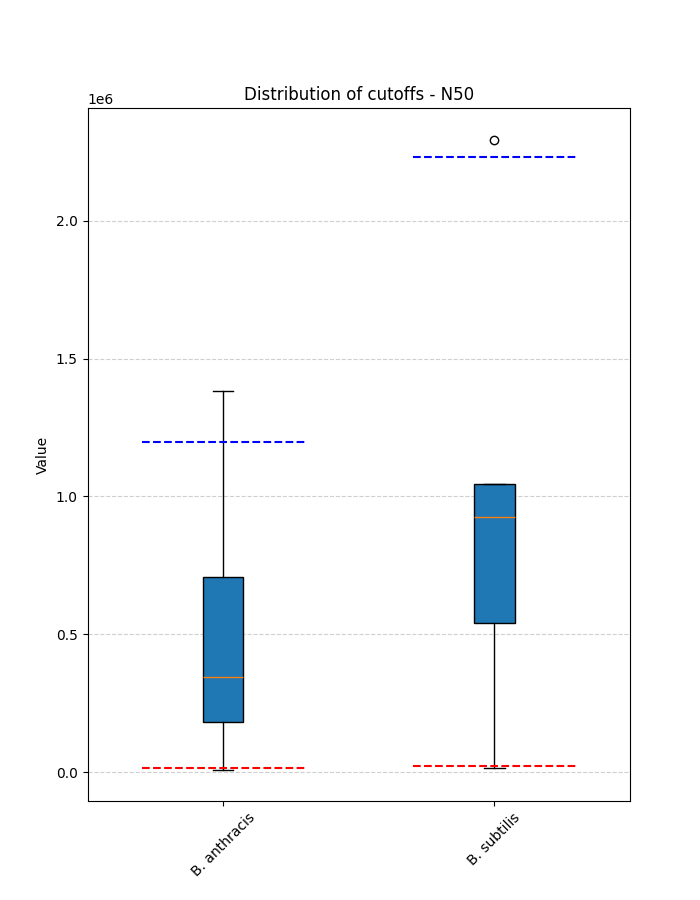 Distribution of cutoffs - N50
1e6
2.0
1.5
1.0
0.5
0.0
Value
B. anthracis
B. subtilis